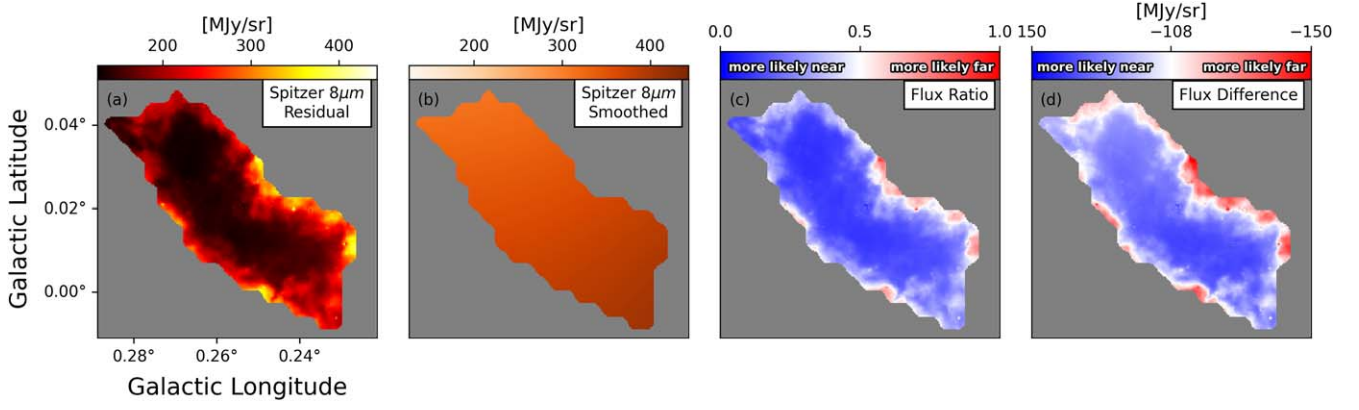 [MJy/sr]
200 300 400
(a)
Spitzer 8μm
Residual
[MJy/sr]
200 300 400
(b)
Spitzer 8μm
Smoothed
0.0 0.5 1.0
more likely near more likely far
(c)
Flux Ratio
[MJy/sr]
150 −108 −150
more likely near more likely far
(d)
Flux Difference
Galactic Latitude
0.04°
0.02°
0.00°
0.28° 0.26° 0.24°
Galactic Longitude